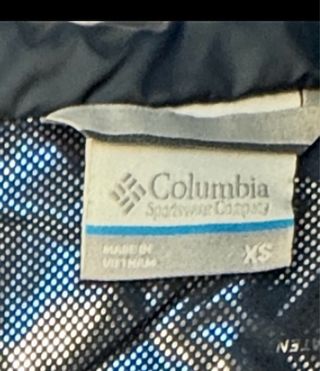 Columbia
Sportswear Company
MADE IN
VIETNAM
XS